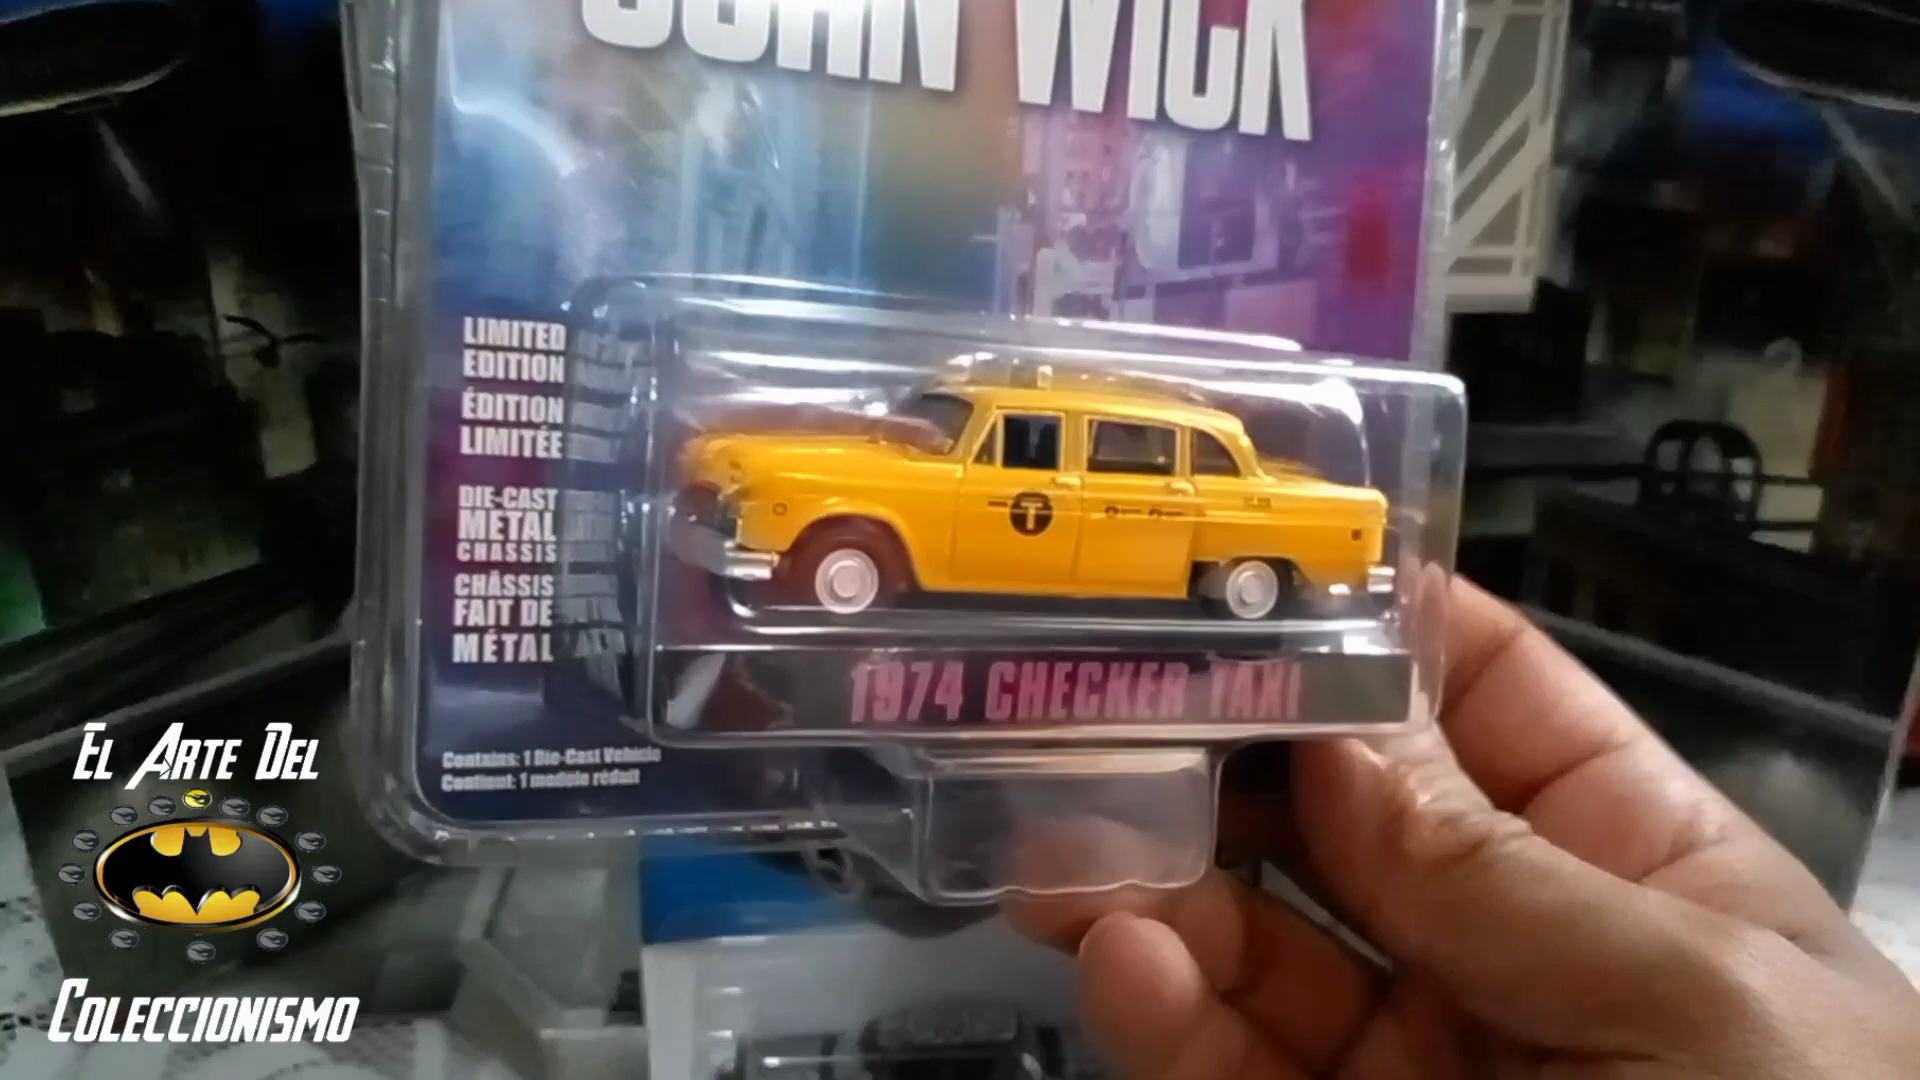 JOHN WICK
LIMITED
EDITION
ÉDITION
LIMITÉE
DIE-CAST
METAL
CHASSIS
CHÂSSIS
FAIT DE
MÉTAL
T
1974 CHECKER TAXI
Contains: 1 Die-Cast Vehicle
Contient: 1 modèle réduit
EL ARTE DEL
COLECCIONISMO